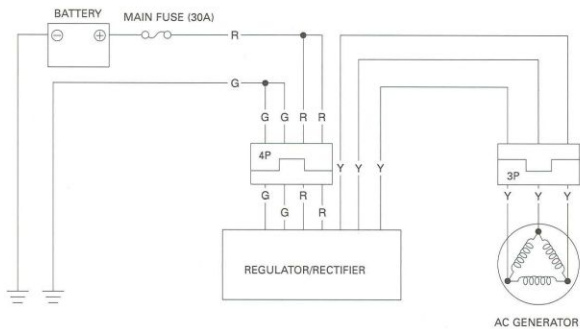 BATTERY
MAIN FUSE (30A)
R
G
G G R R
4P
Y Y Y
3P
G R
G R
Y Y Y
REGULATOR/RECTIFIER
AC GENERATOR